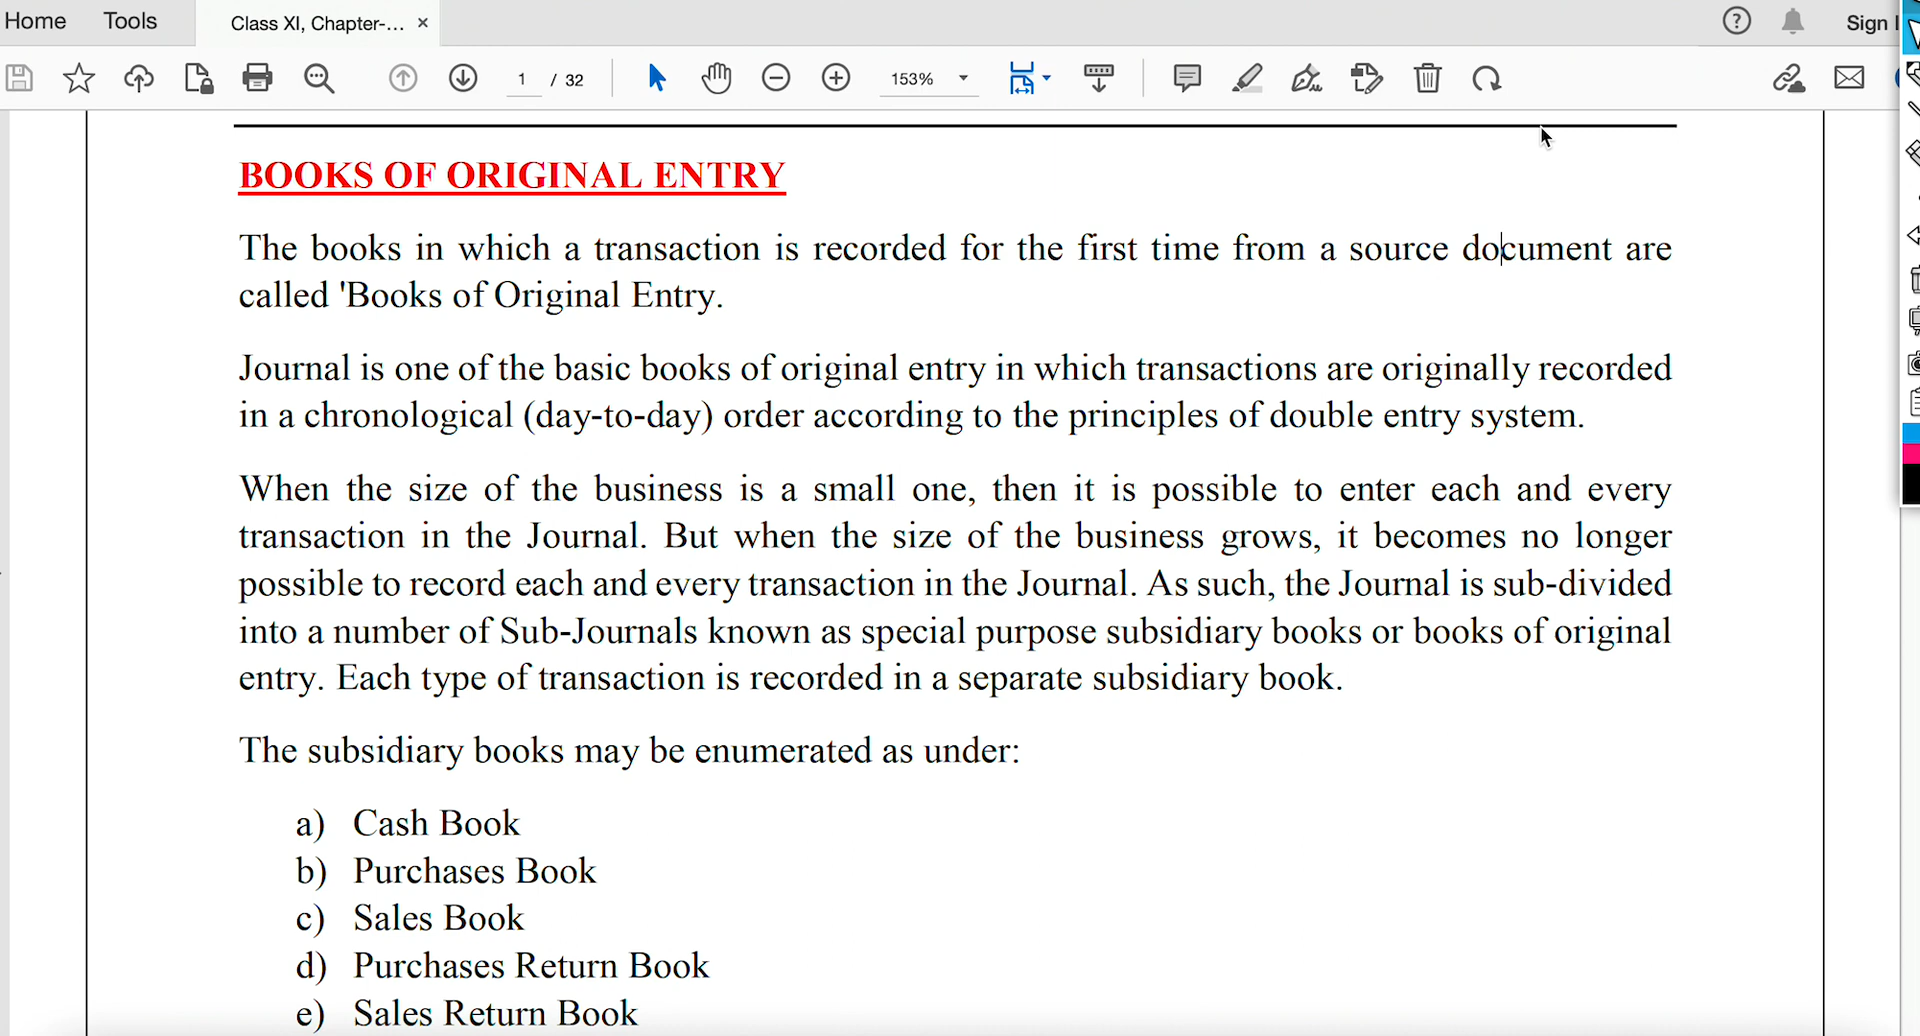 Home Tools Class XI, Chapter-... × ? Sign I
1 / 32 153%
BOOKS OF ORIGINAL ENTRY
The books in which a transaction is recorded for the first time from a source document are
called 'Books of Original Entry.
Journal is one of the basic books of original entry in which transactions are originally recorded
in a chronological (day-to-day) order according to the principles of double entry system.
When the size of the business is a small one, then it is possible to enter each and every
transaction in the Journal. But when the size of the business grows, it becomes no longer
possible to record each and every transaction in the Journal. As such, the Journal is sub-divided
into a number of Sub-Journals known as special purpose subsidiary books or books of original
entry. Each type of transaction is recorded in a separate subsidiary book.
The subsidiary books may be enumerated as under:
a) Cash Book
b) Purchases Book
c) Sales Book
d) Purchases Return Book
e) Sales Return Book